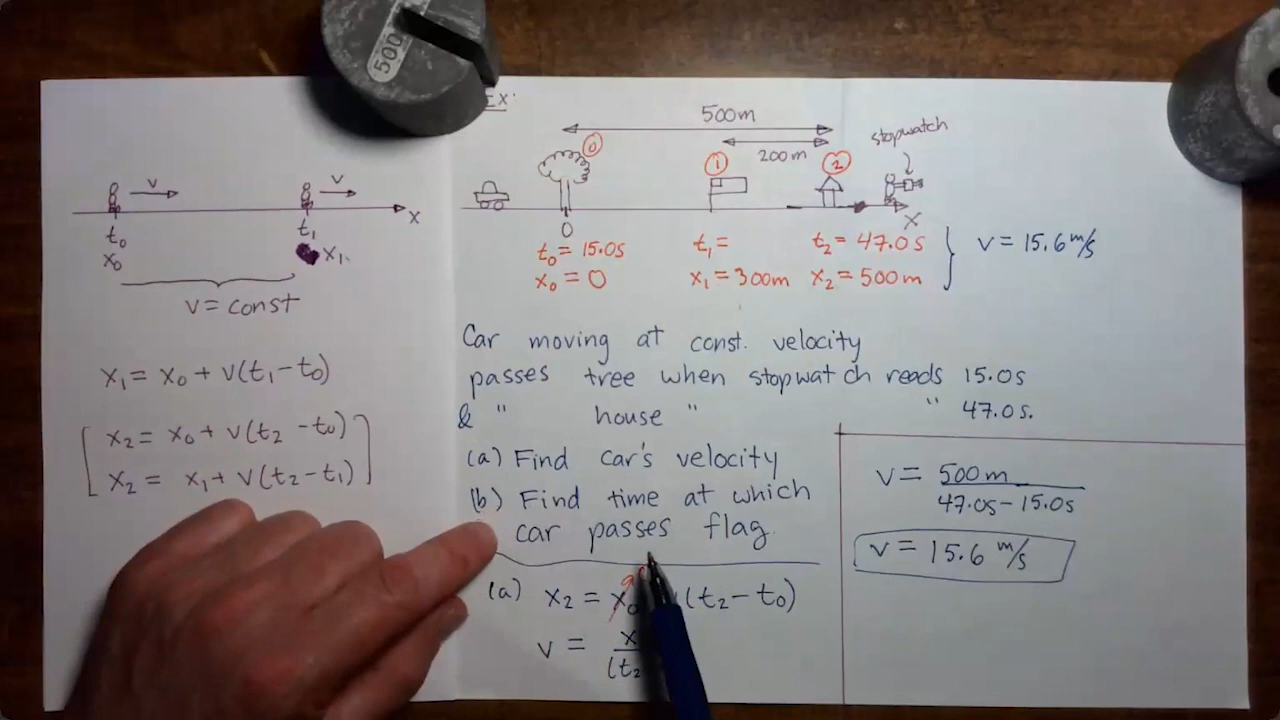 500
v
v
x
t₀
x₀
t₁
x₁
v = const
x₁ = x₀ + v(t₁ - t₀)
x₂ = x₀ + v(t₂ - t₀)
x₂ = x₁ + v(t₂ - t₁)
500m
stopwatch
200m
0
1
2
0
x
t₀ = 15.0s
t₁ =
t₂ = 47.0s
v = 15.6 m/s
x₀ = 0
x₁ = 300m
x₂ = 500m
Car moving at const. velocity
passes tree when stopwatch reads 15.0s
& " house " " 47.0s.
(a) Find car's velocity
(b) Find time at which
car passes flag.
(a) x₂ = x₀ (t₂ - t₀)
v = x
(t₂
v = 500m
47.0s - 15.0s
v = 15.6 m/s